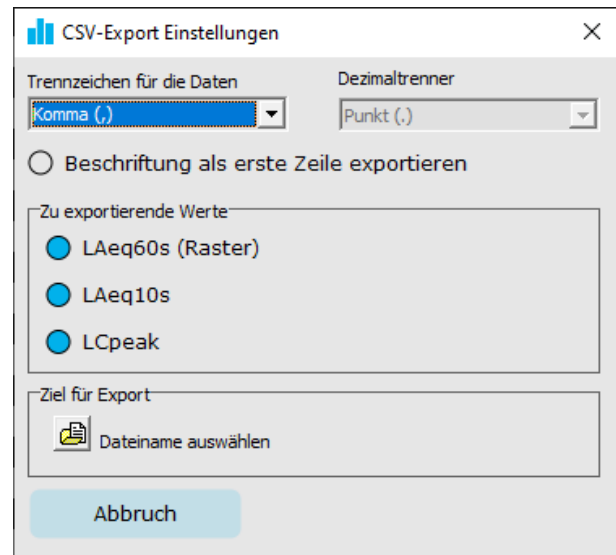 CSV-Export Einstellungen
Trennzeichen für die Daten
Dezimaltrenner
Komma (,)
Punkt (.)
Beschriftung als erste Zeile exportieren
Zu exportierende Werte
LAeq60s (Raster)
LAeq10s
LCpeak
Ziel für Export
Dateiname auswählen
Abbruch